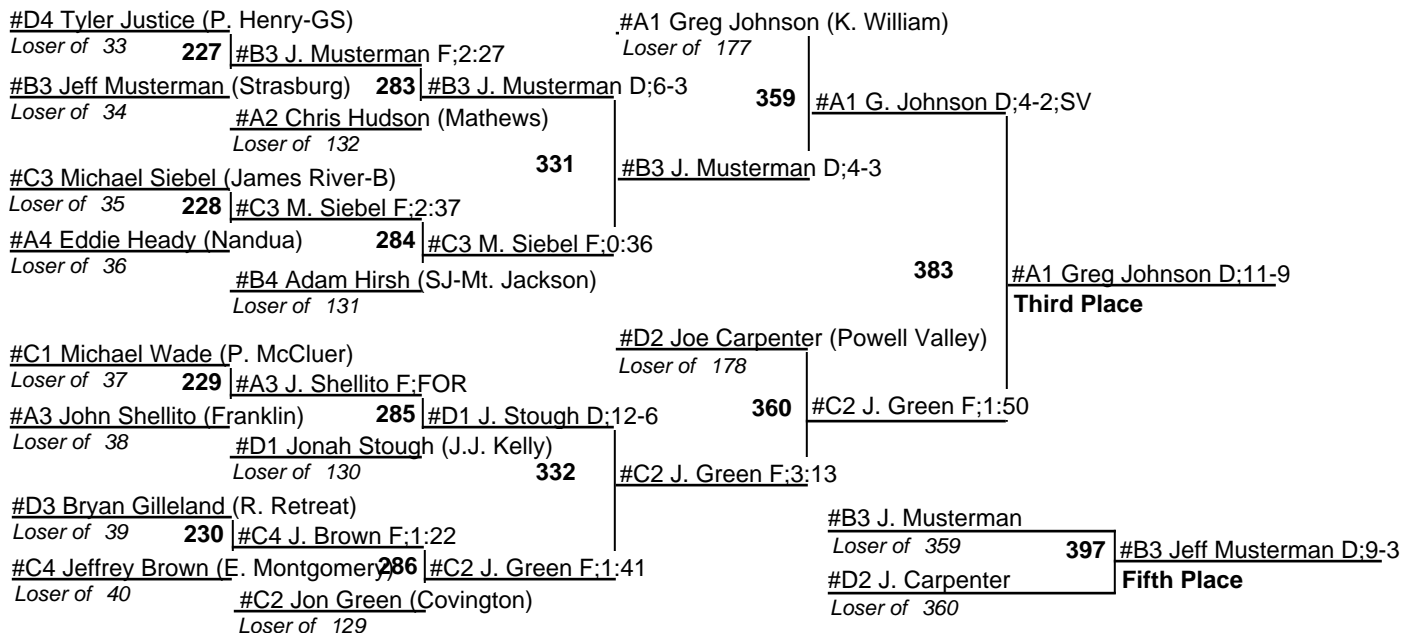 #D4 Tyler Justice (P. Henry-GS)
Loser of 33
227
#B3 J. Musterman F;2:27
#B3 Jeff Musterman (Strasburg)
Loser of 34
283
#B3 J. Musterman D;6-3
#A2 Chris Hudson (Mathews)
Loser of 132
331
#B3 J. Musterman D;4-3
#C3 Michael Siebel (James River-B)
Loser of 35
228
#C3 M. Siebel F;2:37
#A4 Eddie Heady (Nandua)
Loser of 36
284
#C3 M. Siebel F;0:36
#B4 Adam Hirsh (SJ-Mt. Jackson)
Loser of 131
#C1 Michael Wade (P. McCluer)
Loser of 37
229
#A3 J. Shellito F;FOR
#A3 John Shellito (Franklin)
Loser of 38
285
#D1 J. Stough D;12-6
#D1 Jonah Stough (J.J. Kelly)
Loser of 130
332
#C2 J. Green F;3:13
#D3 Bryan Gilleland (R. Retreat)
Loser of 39
230
#C4 J. Brown F;1:22
#C4 Jeffrey Brown (E. Montgomery)
Loser of 40
286
#C2 J. Green F;1:41
#C2 Jon Green (Covington)
Loser of 129
#A1 Greg Johnson (K. William)
Loser of 177
359
#A1 G. Johnson D;4-2;SV
383
#A1 Greg Johnson D;11-9
Third Place
#D2 Joe Carpenter (Powell Valley)
Loser of 178
360
#C2 J. Green F;1:50
#B3 J. Musterman
Loser of 359
397
#B3 Jeff Musterman D;9-3
#D2 J. Carpenter
Fifth Place
Loser of 360